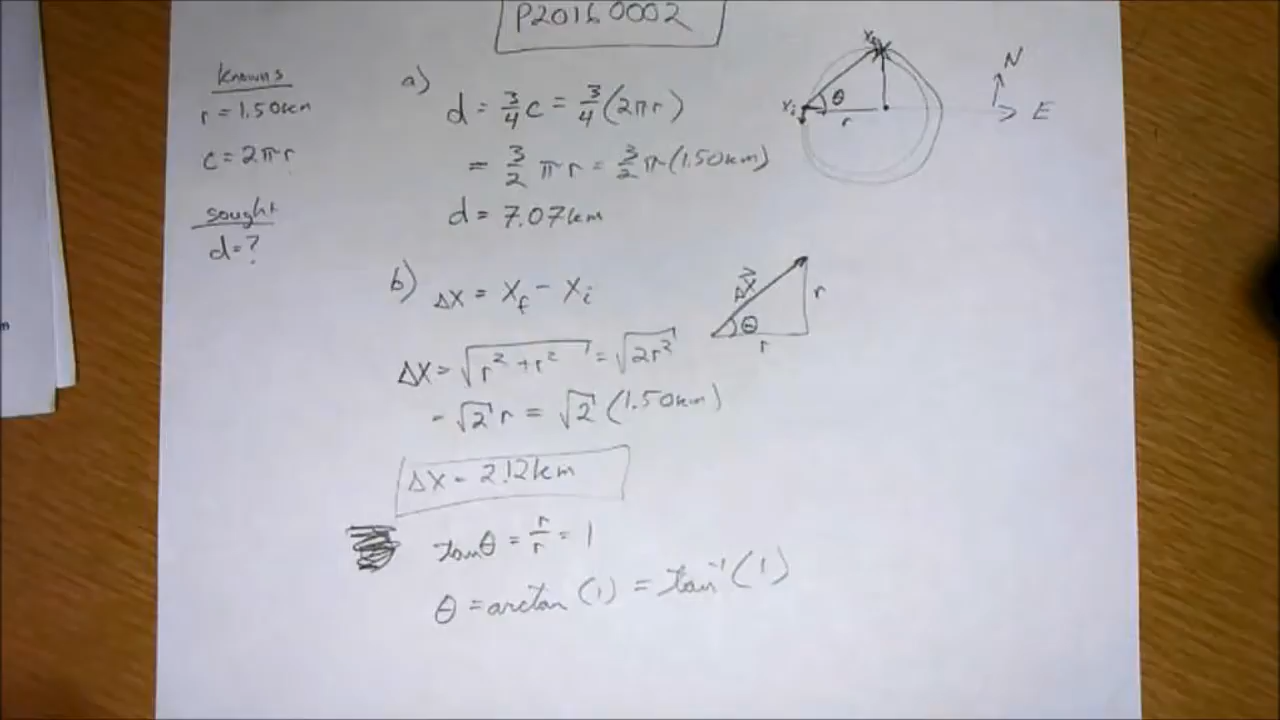 P20160002
knowns
r = 1.50km
c = 2πr
sought
d = ?
a)
d = 3/4 c = 3/4 (2πr)
= 3/2 πr = 3/2 π(1.50km)
d = 7.07km
Xi
θ
r
N
E
b) Δx = Xf - Xi
Δx = √(r² + r²) = √(2r²)
= √2 r = √2 (1.50km)
Δx = 2.12km
tanθ = r/r = 1
θ = arctan (1) = tan⁻¹ (1)
Δx
θ
r
r